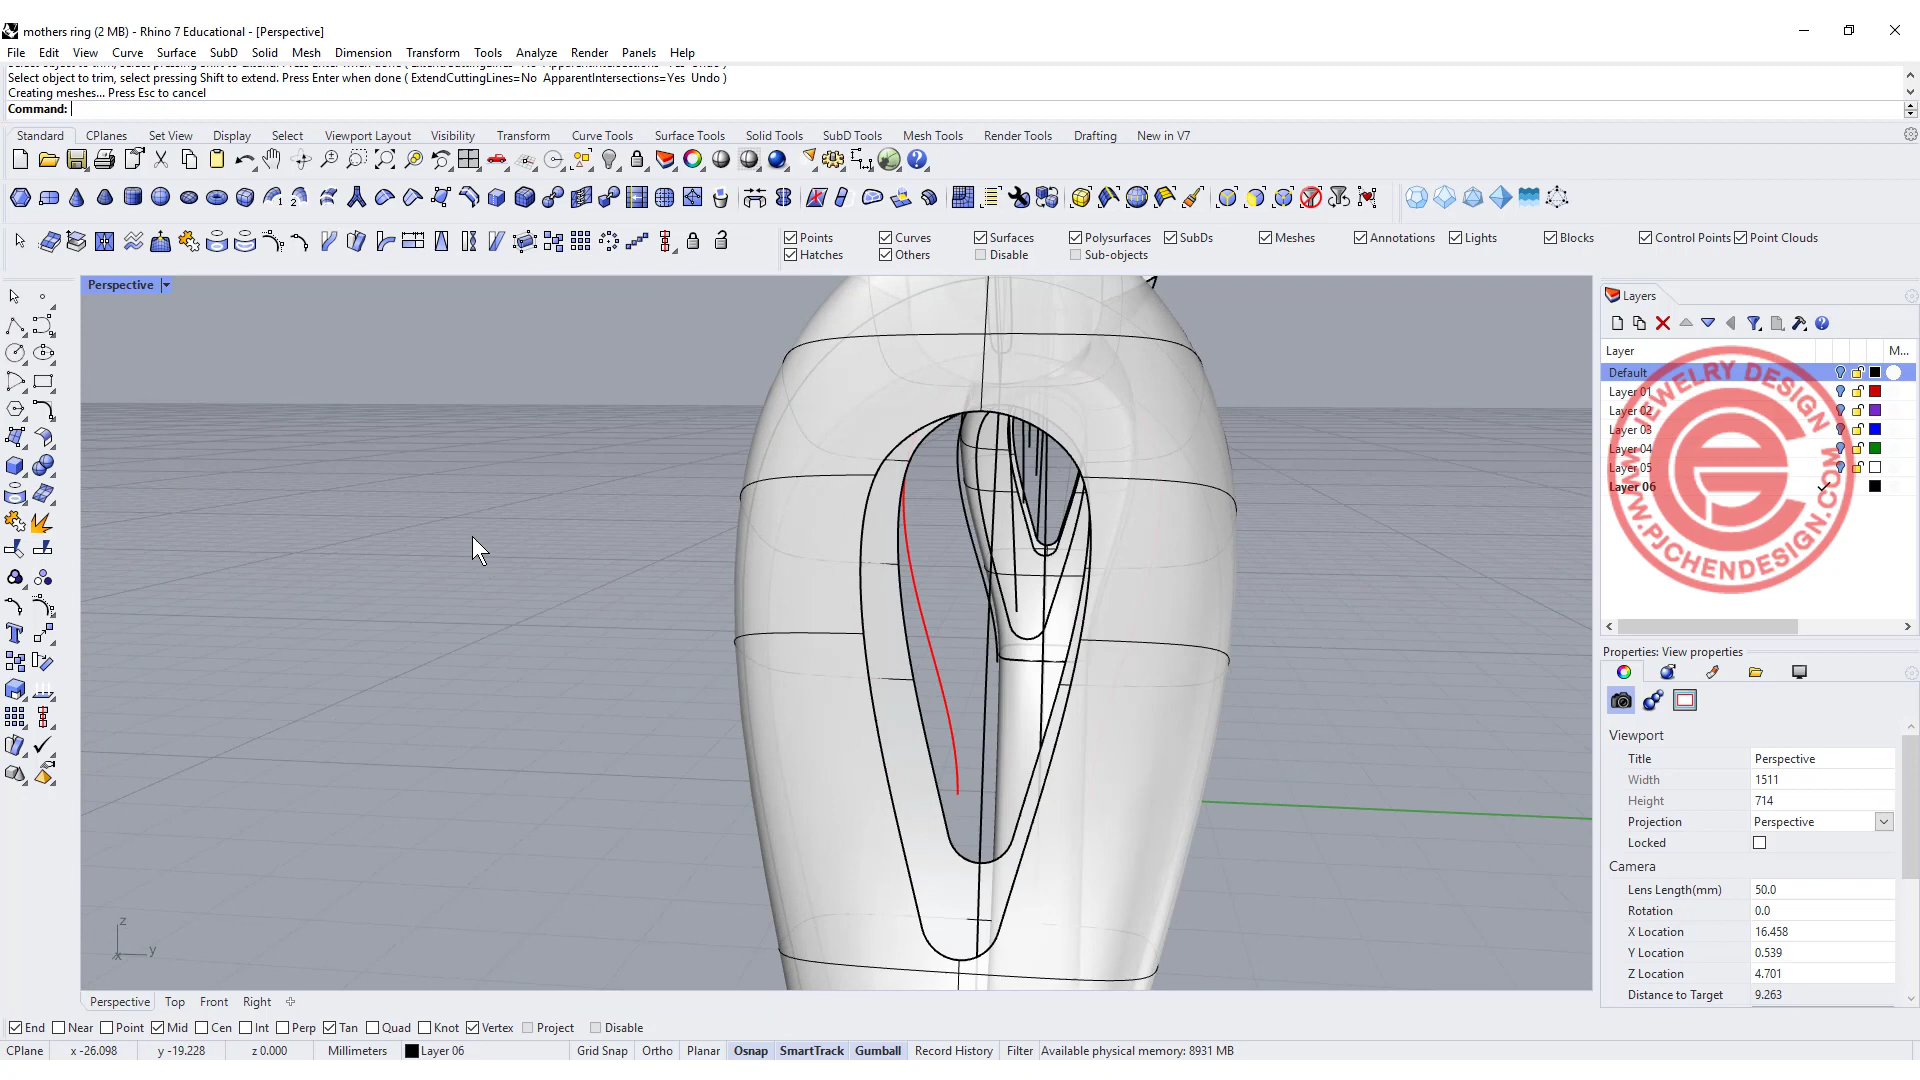 mothers ring (2 MB) - Rhino 7 Educational - [Perspective]
File Edit View Curve Surface SubD Solid Mesh Dimension Transform Tools Analyze Render Panels Help
Select object to trim, select pressing Shift to extend. Press Enter when done ( ExtendCuttingLines=No ApparentIntersections=Yes Undo )
Creating meshes... Press Esc to cancel
Command:
Standard CPlanes Set View Display Select Viewport Layout Visibility Transform Curve Tools Surface Tools Solid Tools SubD Tools Mesh Tools Render Tools Drafting New in V7
Points Curves Surfaces Polysurfaces SubDs Meshes Annotations Lights Blocks Control Points Point Clouds
Hatches Others Disable Sub-objects
Perspective
Layers
Layer M...
Default
Layer 01
Layer 02
Layer 03
Layer 04
Layer 05
Layer 06
JEWELRY DESIGN
WWW.PJCHENDESIGN.COM
Properties: View properties
Viewport
Title Perspective
Width 1511
Height 714
Projection Perspective
Locked
Camera
Lens Length(mm) 50.0
Rotation 0.0
X Location 16.458
Y Location 0.539
Z Location 4.701
Distance to Target 9.263
z
y
x
Perspective Top Front Right
End Near Point Mid Cen Int Perp Tan Quad Knot Vertex Project Disable
CPlane x -26.098 y -19.228 z 0.000 Millimeters Layer 06 Grid Snap Ortho Planar Osnap SmartTrack Gumball Record History Filter Available physical memory: 8931 MB